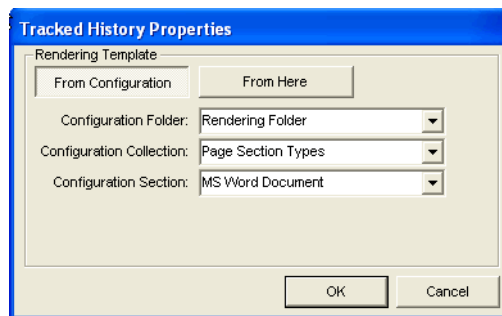 Tracked History Properties
Rendering Template
From Configuration From Here
Configuration Folder: Rendering Folder
Configuration Collection: Page Section Types
Configuration Section: MS Word Document
OK Cancel